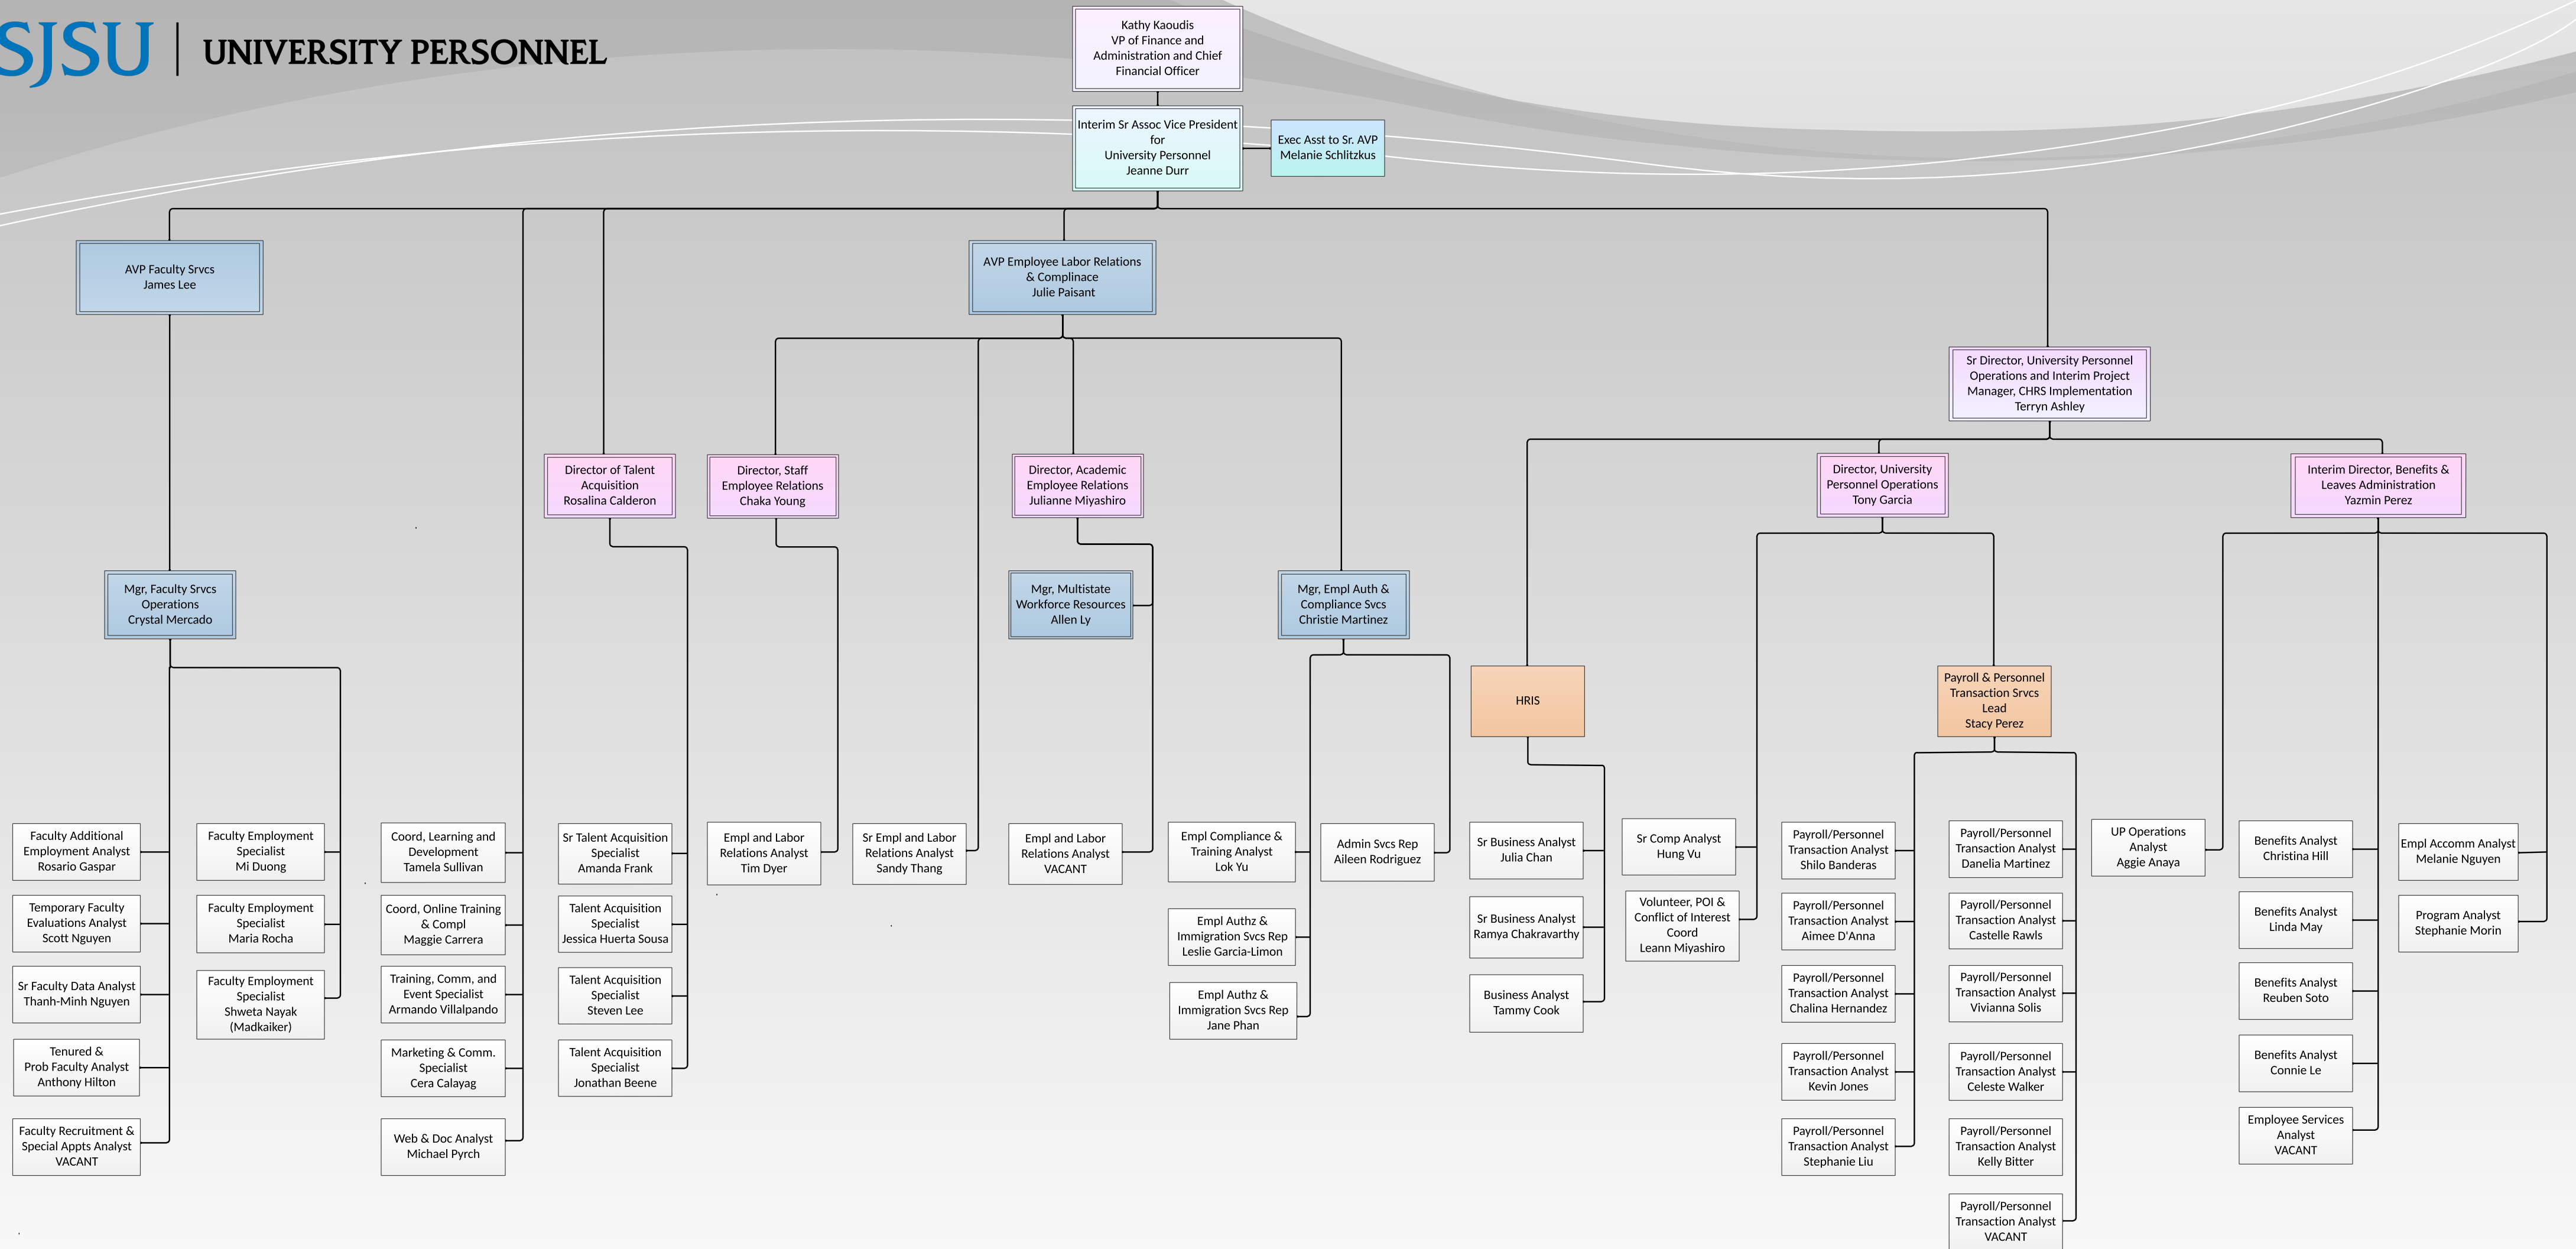 SJSU | UNIVERSITY PERSONNEL
Kathy Kaoudis
VP of Finance and
Administration and Chief
Financial Officer
Interim Sr Assoc Vice President
for
University Personnel
Jeanne Durr
Exec Asst to Sr. AVP
Melanie Schlitzkus
AVP Faculty Srvcs
James Lee
AVP Employee Labor Relations
& Complinace
Julie Paisant
Sr Director, University Personnel
Operations and Interim Project
Manager, CHRS Implementation
Terryn Ashley
Director of Talent
Acquisition
Rosalina Calderon
Director, Staff
Employee Relations
Chaka Young
Director, Academic
Employee Relations
Julianne Miyashiro
Director, University
Personnel Operations
Tony Garcia
Interim Director, Benefits &
Leaves Administration
Yazmin Perez
Mgr, Faculty Srvcs
Operations
Crystal Mercado
Mgr, Multistate
Workforce Resources
Allen Ly
Mgr, Empl Auth &
Compliance Svcs
Christie Martinez
HRIS
Payroll & Personnel
Transaction Srvcs
Lead
Stacy Perez
Faculty Additional
Employment Analyst
Rosario Gaspar
Temporary Faculty
Evaluations Analyst
Scott Nguyen
Sr Faculty Data Analyst
Thanh-Minh Nguyen
Tenured &
Prob Faculty Analyst
Anthony Hilton
Faculty Recruitment &
Special Appts Analyst
VACANT
Faculty Employment
Specialist
Mi Duong
Faculty Employment
Specialist
Maria Rocha
Faculty Employment
Specialist
Shweta Nayak
(Madkaiker)
Coord, Learning and
Development
Tamela Sullivan
Coord, Online Training
& Compl
Maggie Carrera
Training, Comm, and
Event Specialist
Armando Villalpando
Marketing & Comm.
Specialist
Cera Calayag
Web & Doc Analyst
Michael Pyrch
Sr Talent Acquisition
Specialist
Amanda Frank
Talent Acquisition
Specialist
Jessica Huerta Sousa
Talent Acquisition
Specialist
Steven Lee
Talent Acquisition
Specialist
Jonathan Beene
Empl and Labor
Relations Analyst
Tim Dyer
Sr Empl and Labor
Relations Analyst
Sandy Thang
Empl and Labor
Relations Analyst
VACANT
Empl Compliance &
Training Analyst
Lok Yu
Empl Authz &
Immigration Svcs Rep
Leslie Garcia-Limon
Empl Authz &
Immigration Svcs Rep
Jane Phan
Admin Svcs Rep
Aileen Rodriguez
Sr Business Analyst
Julia Chan
Sr Business Analyst
Ramya Chakravarthy
Business Analyst
Tammy Cook
Sr Comp Analyst
Hung Vu
Volunteer, POI &
Conflict of Interest
Coord
Leann Miyashiro
Payroll/Personnel
Transaction Analyst
Shilo Banderas
Payroll/Personnel
Transaction Analyst
Aimee D'Anna
Payroll/Personnel
Transaction Analyst
Chalina Hernandez
Payroll/Personnel
Transaction Analyst
Kevin Jones
Payroll/Personnel
Transaction Analyst
Stephanie Liu
Payroll/Personnel
Transaction Analyst
Danelia Martinez
Payroll/Personnel
Transaction Analyst
Castelle Rawls
Payroll/Personnel
Transaction Analyst
Vivianna Solis
Payroll/Personnel
Transaction Analyst
Celeste Walker
Payroll/Personnel
Transaction Analyst
Kelly Bitter
Payroll/Personnel
Transaction Analyst
VACANT
UP Operations
Analyst
Aggie Anaya
Benefits Analyst
Christina Hill
Benefits Analyst
Linda May
Benefits Analyst
Reuben Soto
Benefits Analyst
Connie Le
Employee Services
Analyst
VACANT
Empl Accomm Analyst
Melanie Nguyen
Program Analyst
Stephanie Morin